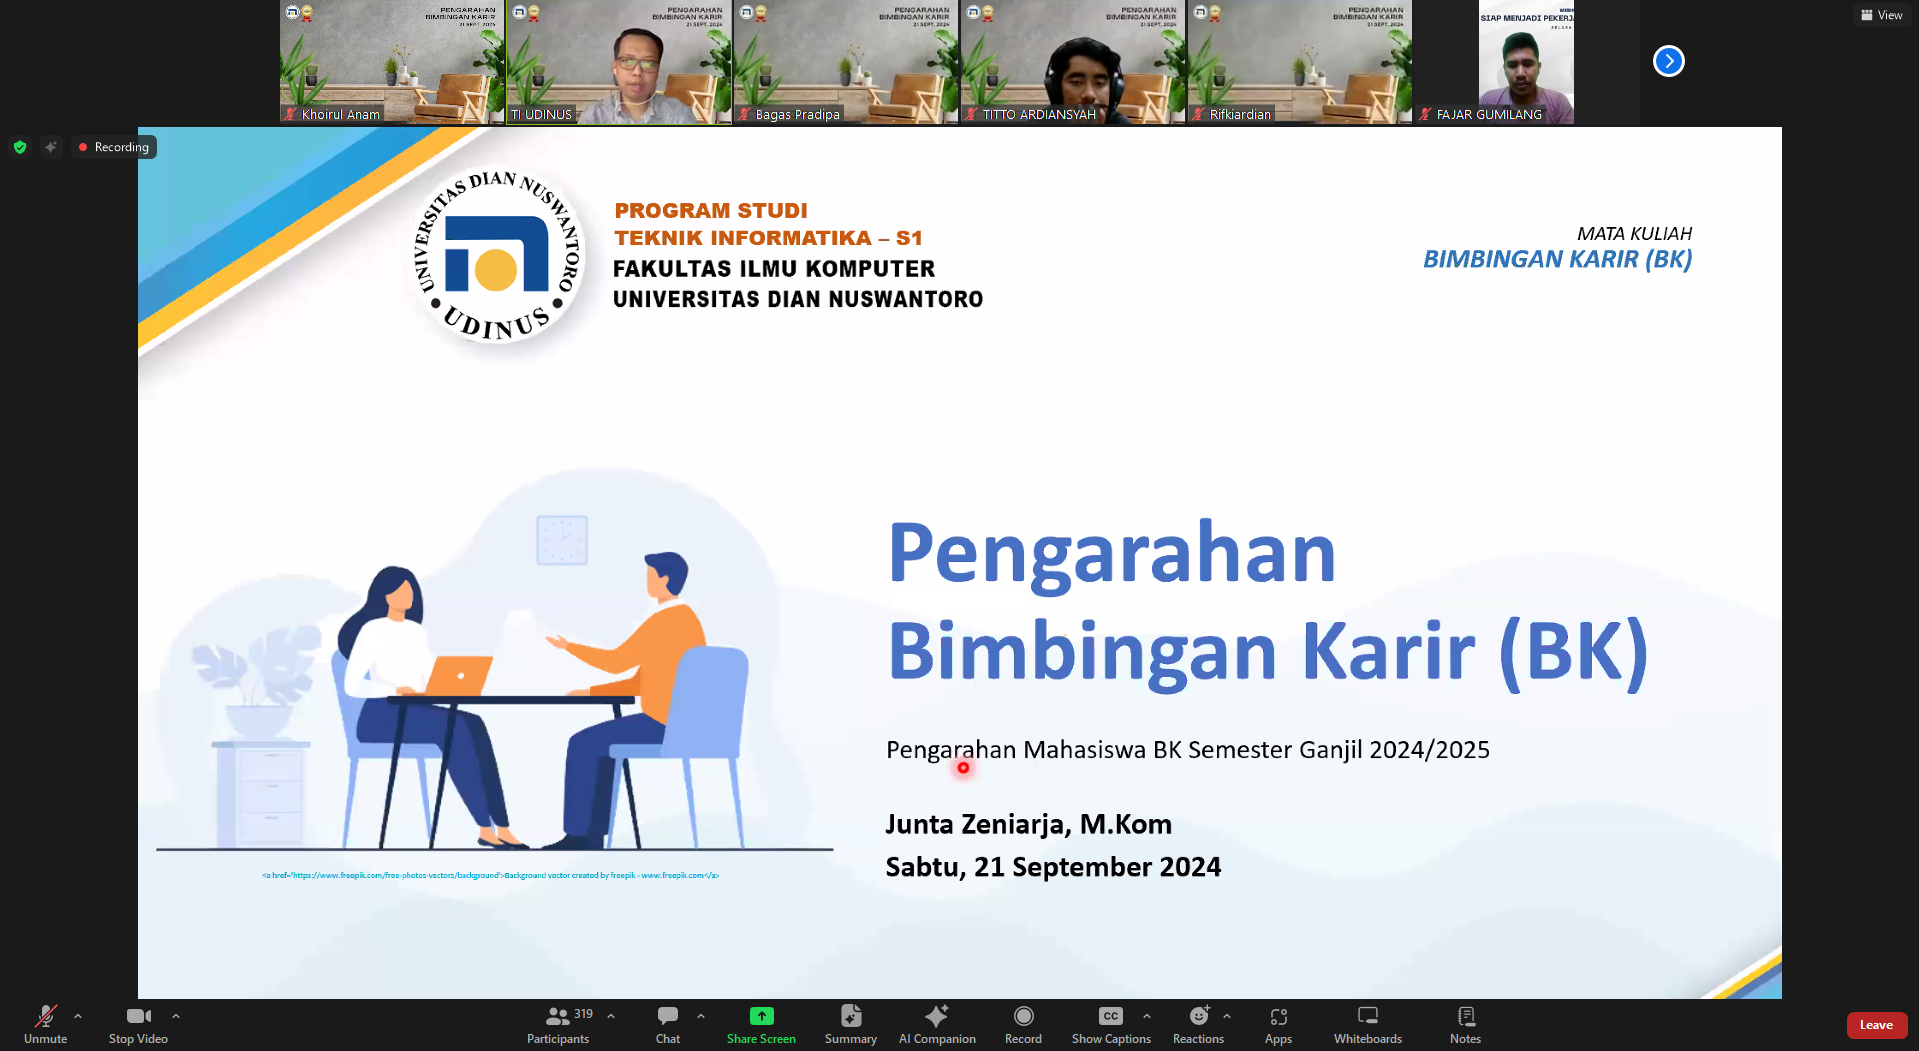 PENGARAHAN
BIMBINGAN KARIR
21 SEPT, 2024
Khoirul Anam
PENGARAHAN
BIMBINGAN KARIR
21 SEPT, 2024
TI UDINUS
PENGARAHAN
BIMBINGAN KARIR
21 SEPT, 2024
Bagas Pradipa
PENGARAHAN
BIMBINGAN KARIR
21 SEPT, 2024
TITTO ARDIANSYAH
PENGARAHAN
BIMBINGAN KARIR
21 SEPT, 2024
Rifkiardian
SIAP MENJADI
FAJAR GUMILANG
View
Recording
UNIVERSITAS DIAN NUSWANTORO
UDINUS
PROGRAM STUDI
TEKNIK INFORMATIKA – S1
FAKULTAS ILMU KOMPUTER
UNIVERSITAS DIAN NUSWANTORO
MATA KULIAH
BIMBINGAN KARIR (BK)
Pengarahan
Bimbingan Karir (BK)
Pengarahan Mahasiswa BK Semester Ganjil 2024/2025
Junta Zeniarja, M.Kom
Sabtu, 21 September 2024
<a href='https://www.freepik.com/free-photos-vectors/background'>Background vector created by freepik - www.freepik.com</a>
Unmute
Stop Video
Participants
319
Chat
Share Screen
Summary
AI Companion
Record
CC
Show Captions
Reactions
Apps
Whiteboards
Notes
Leave